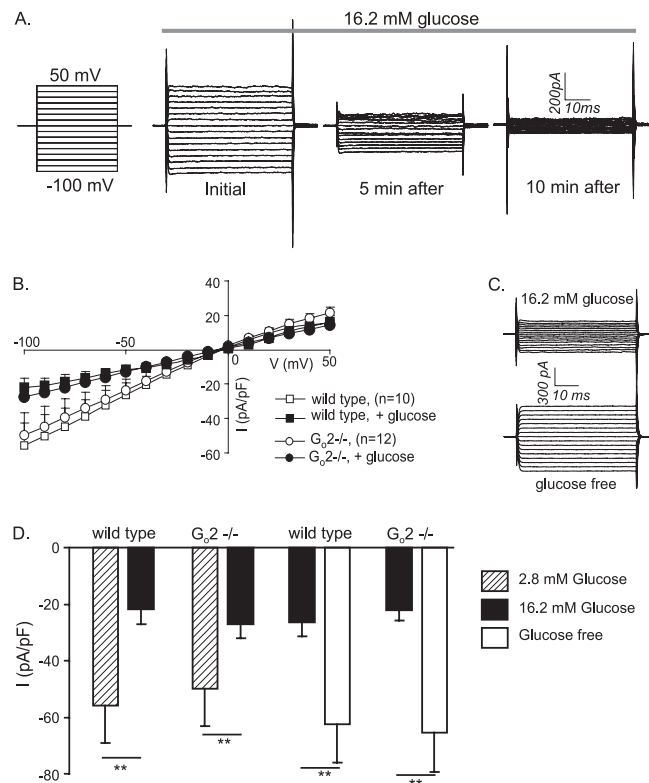 A.
16.2 mM glucose
50 mV
-100 mV
Initial
5 min after
10 min after
200pA
10ms
B.
I (pA/pF)
40
20
-20
-40
-60
-100
-50
0
50
V (mV)
wild type, (n=10)
wild type, + glucose
Go2-/-, (n=12)
Go2-/-, + glucose
C.
16.2 mM glucose
300 pA
10 ms
glucose free
D.
wild type
Go2 -/-
wild type
Go2 -/-
I (pA/pF)
0
-20
-40
-60
-80
**
**
**
**
2.8 mM Glucose
16.2 mM Glucose
Glucose free